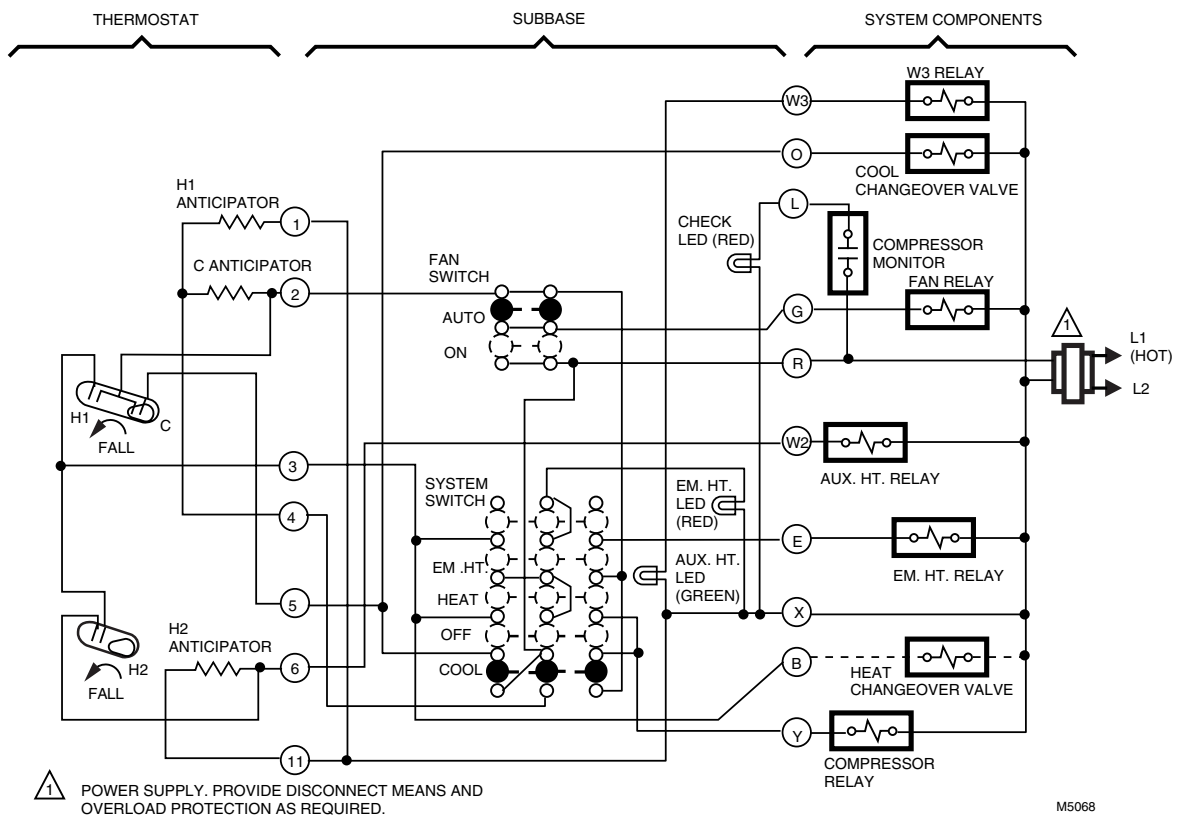 THERMOSTAT
SUBBASE
SYSTEM COMPONENTS
W3 RELAY
W3
O
COOL
CHANGEOVER VALVE
H1
ANTICIPATOR
1
L
CHECK
LED (RED)
COMPRESSOR
MONITOR
C ANTICIPATOR
2
FAN
SWITCH
AUTO
ON
FAN RELAY
G
1
L1
(HOT)
R
L2
H1
C
FALL
W2
AUX. HT. RELAY
3
SYSTEM
SWITCH
EM. HT.
LED
(RED)
4
E
EM. HT. RELAY
EM .HT.
AUX. HT.
LED
(GREEN)
HEAT
5
X
OFF
H2
ANTICIPATOR
6
COOL
B
HEAT
CHANGEOVER VALVE
H2
FALL
Y
COMPRESSOR
RELAY
11
1
POWER SUPPLY. PROVIDE DISCONNECT MEANS AND
OVERLOAD PROTECTION AS REQUIRED.
M5068